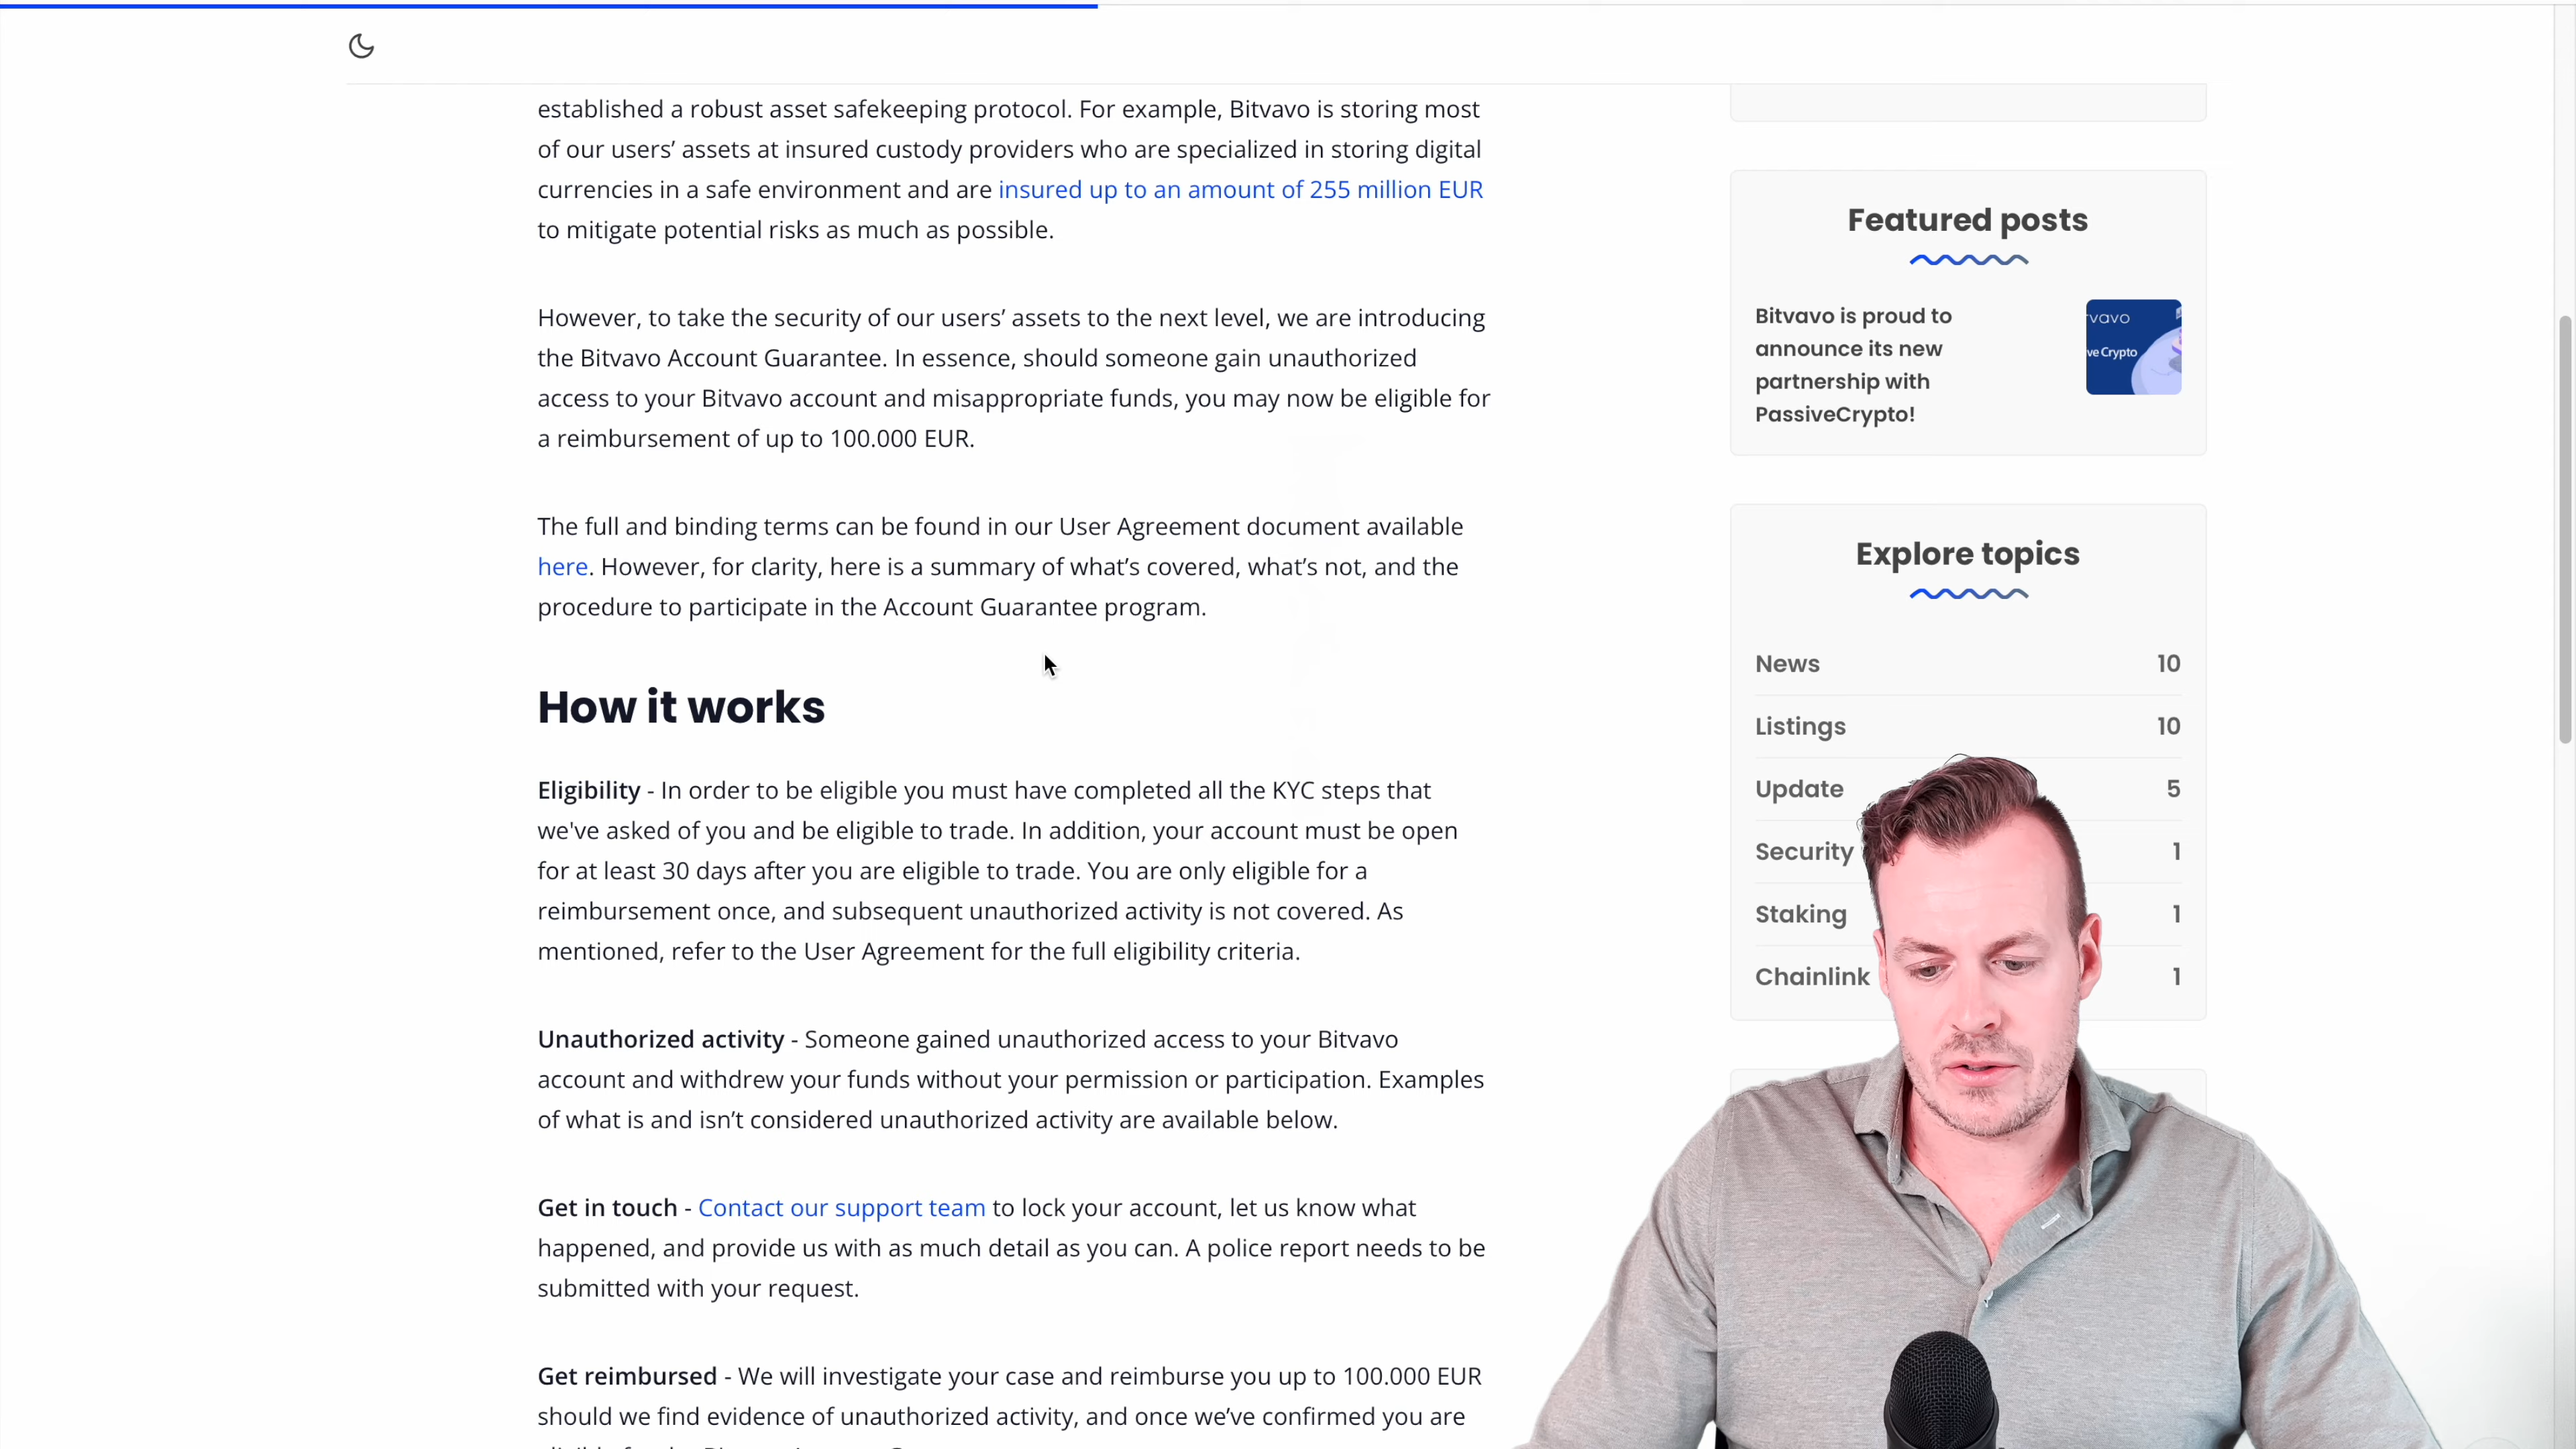 established a robust asset safekeeping protocol. For example, Bitvavo is storing most
of our users’ assets at insured custody providers who are specialized in storing digital
currencies in a safe environment and are insured up to an amount of 255 million EUR
to mitigate potential risks as much as possible.
However, to take the security of our users’ assets to the next level, we are introducing
the Bitvavo Account Guarantee. In essence, should someone gain unauthorized
access to your Bitvavo account and misappropriate funds, you may now be eligible for
a reimbursement of up to 100.000 EUR.
The full and binding terms can be found in our User Agreement document available
here. However, for clarity, here is a summary of what’s covered, what’s not, and the
procedure to participate in the Account Guarantee program.
How it works
Eligibility - In order to be eligible you must have completed all the KYC steps that
we've asked of you and be eligible to trade. In addition, your account must be open
for at least 30 days after you are eligible to trade. You are only eligible for a
reimbursement once, and subsequent unauthorized activity is not covered. As
mentioned, refer to the User Agreement for the full eligibility criteria.
Unauthorized activity - Someone gained unauthorized access to your Bitvavo
account and withdrew your funds without your permission or participation. Examples
of what is and isn’t considered unauthorized activity are available below.
Get in touch - Contact our support team to lock your account, let us know what
happened, and provide us with as much detail as you can. A police report needs to be
submitted with your request.
Get reimbursed - We will investigate your case and reimburse you up to 100.000 EUR
should we find evidence of unauthorized activity, and once we’ve confirmed you are
Featured posts
Bitvavo is proud to
announce its new
partnership with
PassiveCrypto!
vavo
ve Crypto
Explore topics
News 10
Listings 10
Update 5
Security 1
Staking 1
Chainlink 1